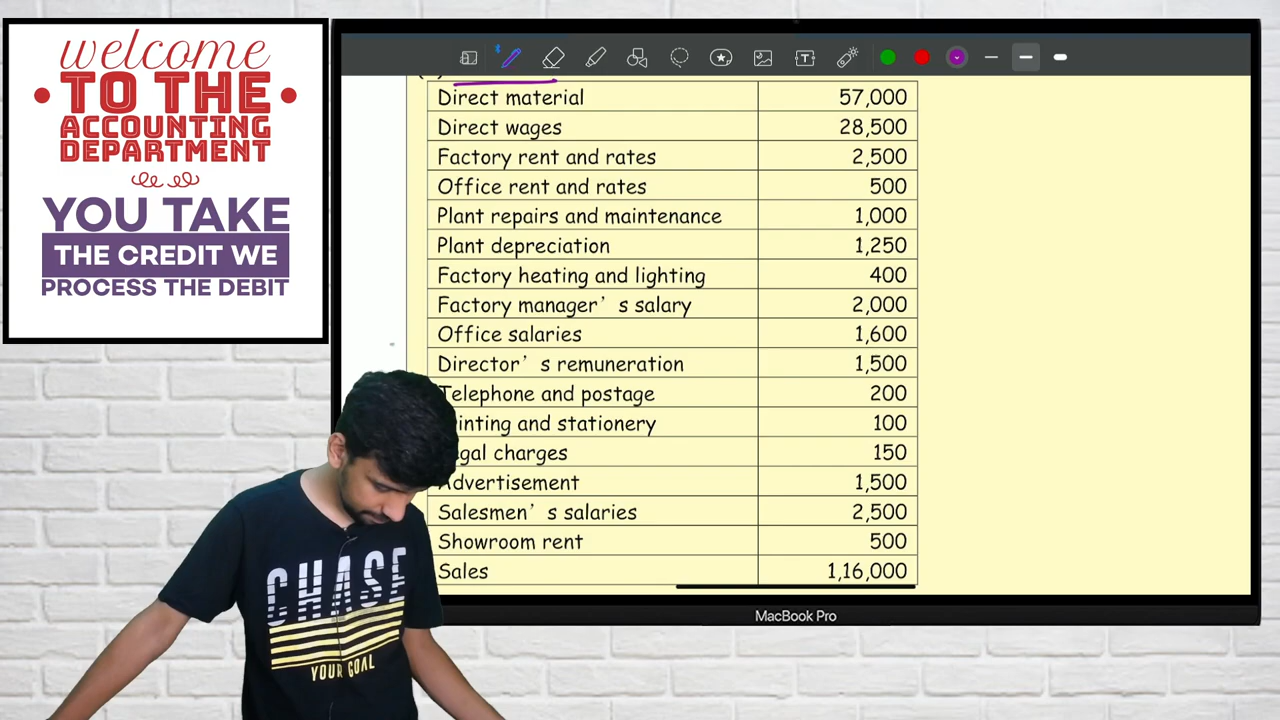 welcome
TO THE
ACCOUNTING
DEPARTMENT
YOU TAKE
THE CREDIT WE
PROCESS THE DEBIT
Direct material 57,000
Direct wages 28,500
Factory rent and rates 2,500
Office rent and rates 500
Plant repairs and maintenance 1,000
Plant depreciation 1,250
Factory heating and lighting 400
Factory manager’s salary 2,000
Office salaries 1,600
Director’s remuneration 1,500
Telephone and postage 200
and stationery 100
charges 150
Advertisement 1,500
Salesmen’s salaries 2,500
Showroom rent 500
Sales 1,16,000
MacBook Pro
CHASE
YOUR GOAL